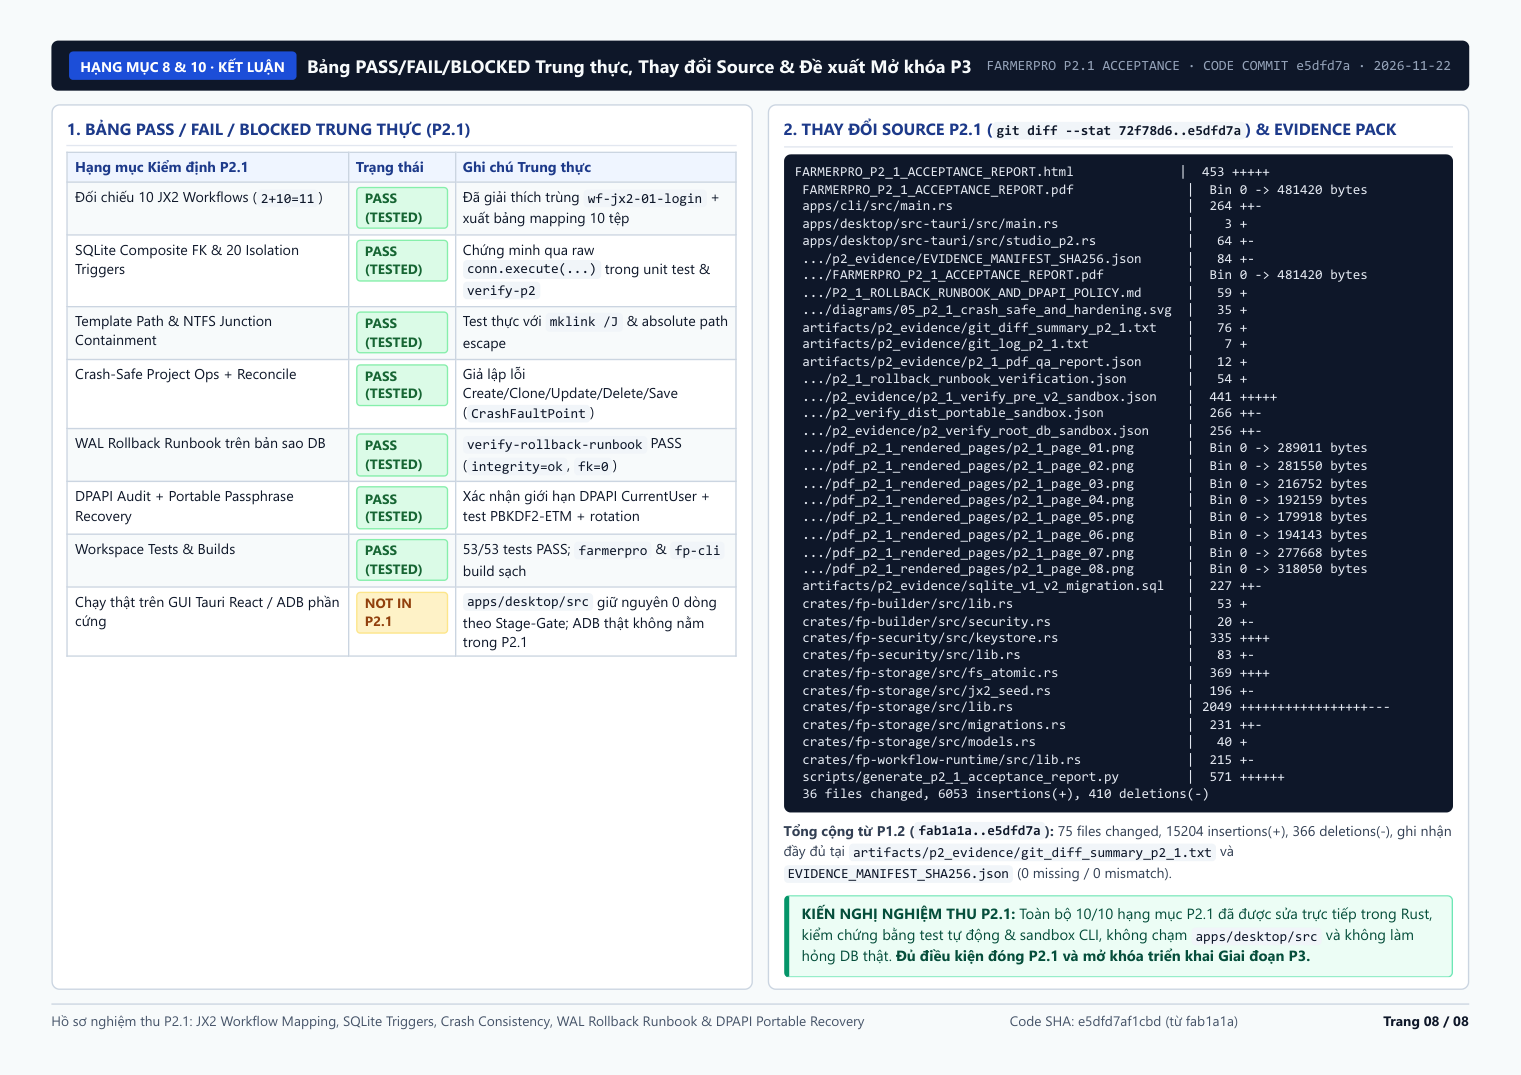 HẠNG MỤC 8 & 10 · KẾT LUẬN Bảng PASS/FAIL/BLOCKED Trung thực, Thay đổi Source & Đề xuất Mở khóa P3 FARMERPRO P2.1 ACCEPTANCE · CODE COMMIT e5dfd7a · 2026-11-22
1. BẢNG PASS / FAIL / BLOCKED TRUNG THỰC (P2.1)
Hạng mục Kiểm định P2.1 Trạng thái Ghi chú Trung thực
Đối chiếu 10 JX2 Workflows ( 2+10=11 ) PASS Đã giải thích trùng wf-jx2-01-login +
(TESTED) xuất bảng mapping 10 tệp
SQLite Composite FK & 20 Isolation PASS Chứng minh qua raw
Triggers (TESTED) conn.execute(...) trong unit test &
verify-p2
Template Path & NTFS Junction PASS Test thực với mklink /J & absolute path
Containment (TESTED) escape
Crash-Safe Project Ops + Reconcile PASS Giả lập lỗi
(TESTED) Create/Clone/Update/Delete/Save
( CrashFaultPoint )
WAL Rollback Runbook trên bản sao DB PASS verify-rollback-runbook PASS
(TESTED) ( integrity=ok , fk=0 )
DPAPI Audit + Portable Passphrase PASS Xác nhận giới hạn DPAPI CurrentUser +
Recovery (TESTED) test PBKDF2-ETM + rotation
Workspace Tests & Builds PASS 53/53 tests PASS; farmerpro & fp-cli
(TESTED) build sạch
Chạy thật trên GUI Tauri React / ADB phần NOT IN apps/desktop/src giữ nguyên 0 dòng
cứng P2.1 theo Stage-Gate; ADB thật không nằm
trong P2.1
2. THAY ĐỔI SOURCE P2.1 ( git diff --stat 72f78d6..e5dfd7a ) & EVIDENCE PACK
FARMERPRO_P2_1_ACCEPTANCE_REPORT.html | 453 +++++
FARMERPRO_P2_1_ACCEPTANCE_REPORT.pdf | Bin 0 -> 481420 bytes
apps/cli/src/main.rs | 264 ++-
apps/desktop/src-tauri/src/main.rs | 3 +
apps/desktop/src-tauri/src/studio_p2.rs | 64 +-
.../p2_evidence/EVIDENCE_MANIFEST_SHA256.json | 84 +-
.../FARMERPRO_P2_1_ACCEPTANCE_REPORT.pdf | Bin 0 -> 481420 bytes
.../P2_1_ROLLBACK_RUNBOOK_AND_DPAPI_POLICY.md | 59 +
.../diagrams/05_p2_1_crash_safe_and_hardening.svg | 35 +
artifacts/p2_evidence/git_diff_summary_p2_1.txt | 76 +
artifacts/p2_evidence/git_log_p2_1.txt | 7 +
artifacts/p2_evidence/p2_1_pdf_qa_report.json | 12 +
.../p2_1_rollback_runbook_verification.json | 54 +
.../p2_evidence/p2_1_verify_pre_v2_sandbox.json | 441 +++++
.../p2_verify_dist_portable_sandbox.json | 266 ++-
.../p2_evidence/p2_verify_root_db_sandbox.json | 256 ++-
.../pdf_p2_1_rendered_pages/p2_1_page_01.png | Bin 0 -> 289011 bytes
.../pdf_p2_1_rendered_pages/p2_1_page_02.png | Bin 0 -> 281550 bytes
.../pdf_p2_1_rendered_pages/p2_1_page_03.png | Bin 0 -> 216752 bytes
.../pdf_p2_1_rendered_pages/p2_1_page_04.png | Bin 0 -> 192159 bytes
.../pdf_p2_1_rendered_pages/p2_1_page_05.png | Bin 0 -> 179918 bytes
.../pdf_p2_1_rendered_pages/p2_1_page_06.png | Bin 0 -> 194143 bytes
.../pdf_p2_1_rendered_pages/p2_1_page_07.png | Bin 0 -> 277668 bytes
.../pdf_p2_1_rendered_pages/p2_1_page_08.png | Bin 0 -> 318050 bytes
artifacts/p2_evidence/sqlite_v1_v2_migration.sql | 227 ++-
crates/fp-builder/src/lib.rs | 53 +
crates/fp-builder/src/security.rs | 20 +-
crates/fp-security/src/keystore.rs | 335 ++++
crates/fp-security/src/lib.rs | 83 +-
crates/fp-storage/src/fs_atomic.rs | 369 ++++
crates/fp-storage/src/jx2_seed.rs | 196 +-
crates/fp-storage/src/lib.rs | 2049 +++++++++++++++++---
crates/fp-storage/src/migrations.rs | 231 ++-
crates/fp-storage/src/models.rs | 40 +
crates/fp-workflow-runtime/src/lib.rs | 215 +-
scripts/generate_p2_1_acceptance_report.py | 571 ++++++
36 files changed, 6053 insertions(+), 410 deletions(-)
Tổng cộng từ P1.2 ( fab1a1a..e5dfd7a ): 75 files changed, 15204 insertions(+), 366 deletions(-), ghi nhận
đầy đủ tại artifacts/p2_evidence/git_diff_summary_p2_1.txt và
EVIDENCE_MANIFEST_SHA256.json (0 missing / 0 mismatch).
KIẾN NGHỊ NGHIỆM THU P2.1: Toàn bộ 10/10 hạng mục P2.1 đã được sửa trực tiếp trong Rust,
kiểm chứng bằng test tự động & sandbox CLI, không chạm apps/desktop/src và không làm
hỏng DB thật. Đủ điều kiện đóng P2.1 và mở khóa triển khai Giai đoạn P3.
Hồ sơ nghiệm thu P2.1: JX2 Workflow Mapping, SQLite Triggers, Crash Consistency, WAL Rollback Runbook & DPAPI Portable Recovery Code SHA: e5dfd7af1cbd (từ fab1a1a) Trang 08 / 08